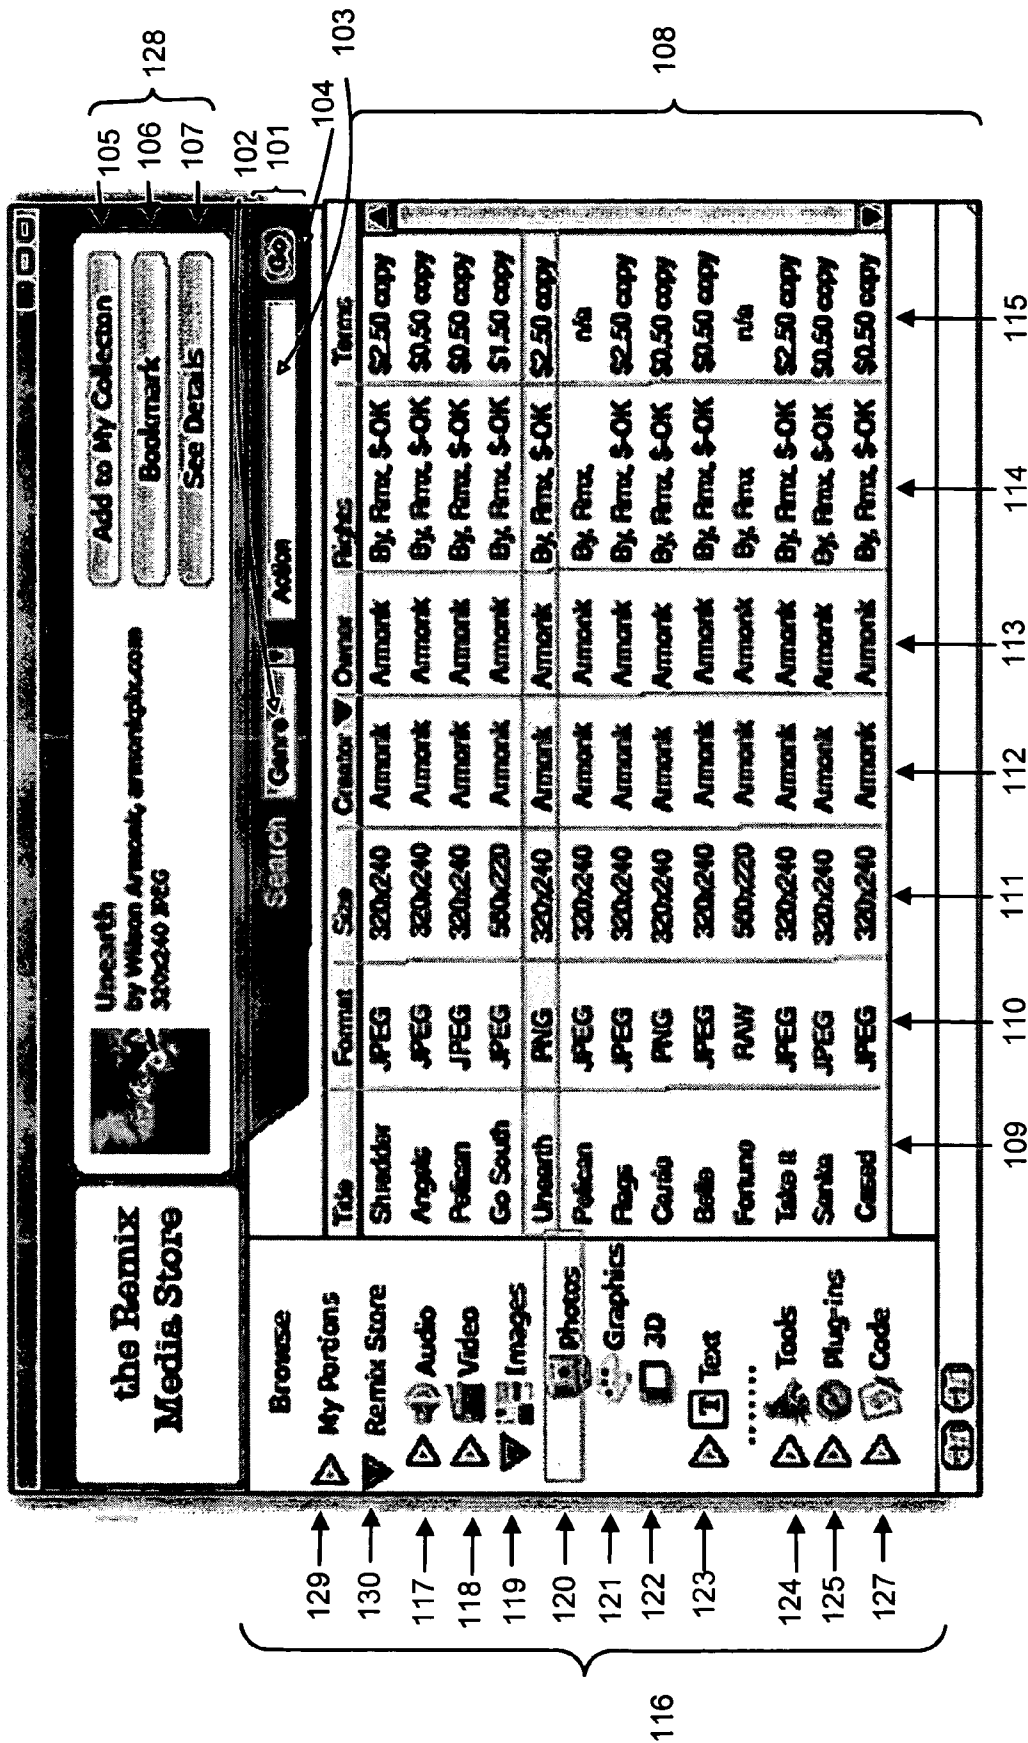 the Remix
Media Store
Unearth
by Wilson Armonk, armonkpix.com
320x240 JPEG
Add to My Collection
Bookmark
See Details
105
106
107
128
Browse
Search
Genre
Action
Go
102
101
104
103
129
My Portions
130
Remix Store
117
Audio
118
Video
119
Images
120
Photos
121
Graphics
122
3D
123
Text
.......
124
Tools
125
Plug-ins
127
Code
116
Title Format Size Creator Owner Rights Terms
Shredder JPEG 320x240 Armonk Armonk By, Rmx, $-OK $2.50 copy
Angels JPEG 320x240 Armonk Armonk By, Rmx, $-OK $0.50 copy
Pelican JPEG 320x240 Armonk Armonk By, Rmx, $-OK $0.50 copy
Go South JPEG 560x220 Armonk Armonk By, Rmx, $-OK $1.50 copy
Unearth PNG 320x240 Armonk Armonk By, Rmx, $-OK $2.50 copy
Pelican JPEG 320x240 Armonk Armonk By, Rmx, n/a
Flags JPEG 320x240 Armonk Armonk By, Rmx, $-OK $2.50 copy
PNG 320x240 Armonk Armonk By, Rmx, $-OK $0.50 copy
JPEG 320x240 Armonk Armonk By, Rmx, $-OK $0.50 copy
Fortune RAW 560x220 Armonk Armonk By, Rmx n/a
Take It JPEG 320x240 Armonk Armonk By, Rmx, $-OK $2.50 copy
Santa JPEG 320x240 Armonk Armonk By, Rmx, $-OK $0.50 copy
JPEG 320x240 Armonk Armonk By, Rmx, $-OK $0.50 copy
108
109 110 111 112 113 114 115